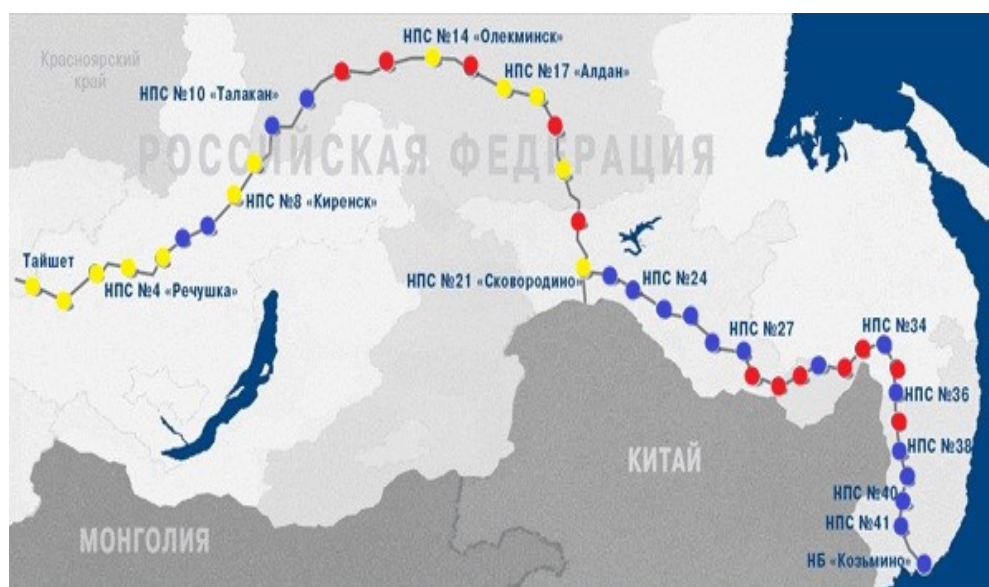 НПС №14 «Олекминск»
Красноярский
край
НПС №17 «Алдан»
НПС №10 «Талакан»
РОССИЙСКАЯ ФЕДЕРАЦИЯ
НПС №8 «Киренск»
Тайшет
НПС №4 «Речушка»
НПС №21 «Сковородино»
НПС №24
НПС №27
НПС №34
НПС №36
НПС №38
КИТАЙ
НПС №40
НПС №41
МОНГОЛИЯ
НБ «Козьмино»